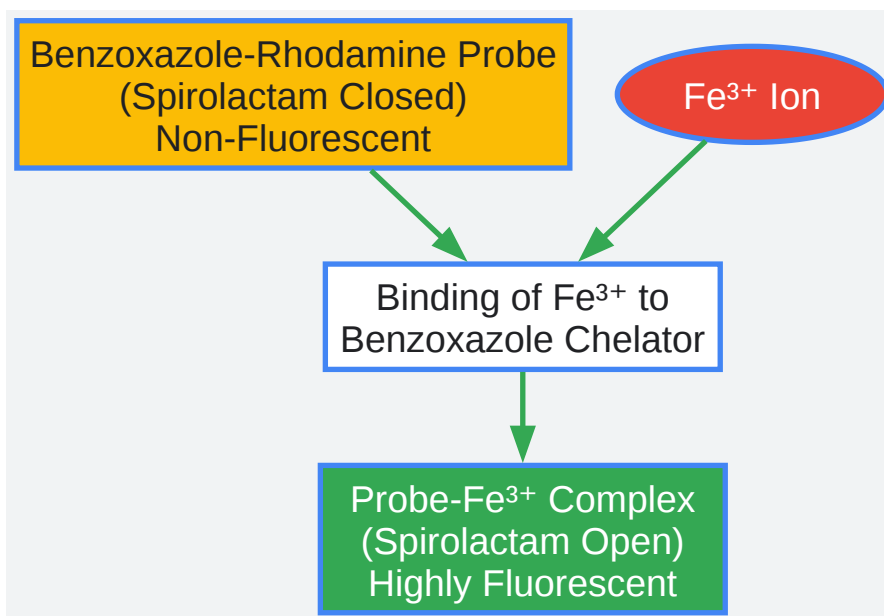 Benzoxazole-Rhodamine Probe
(Spirolactam Closed)
Non-Fluorescent
Fe³⁺ Ion
Binding of Fe³⁺ to
Benzoxazole Chelator
Probe-Fe³⁺ Complex
(Spirolactam Open)
Highly Fluorescent